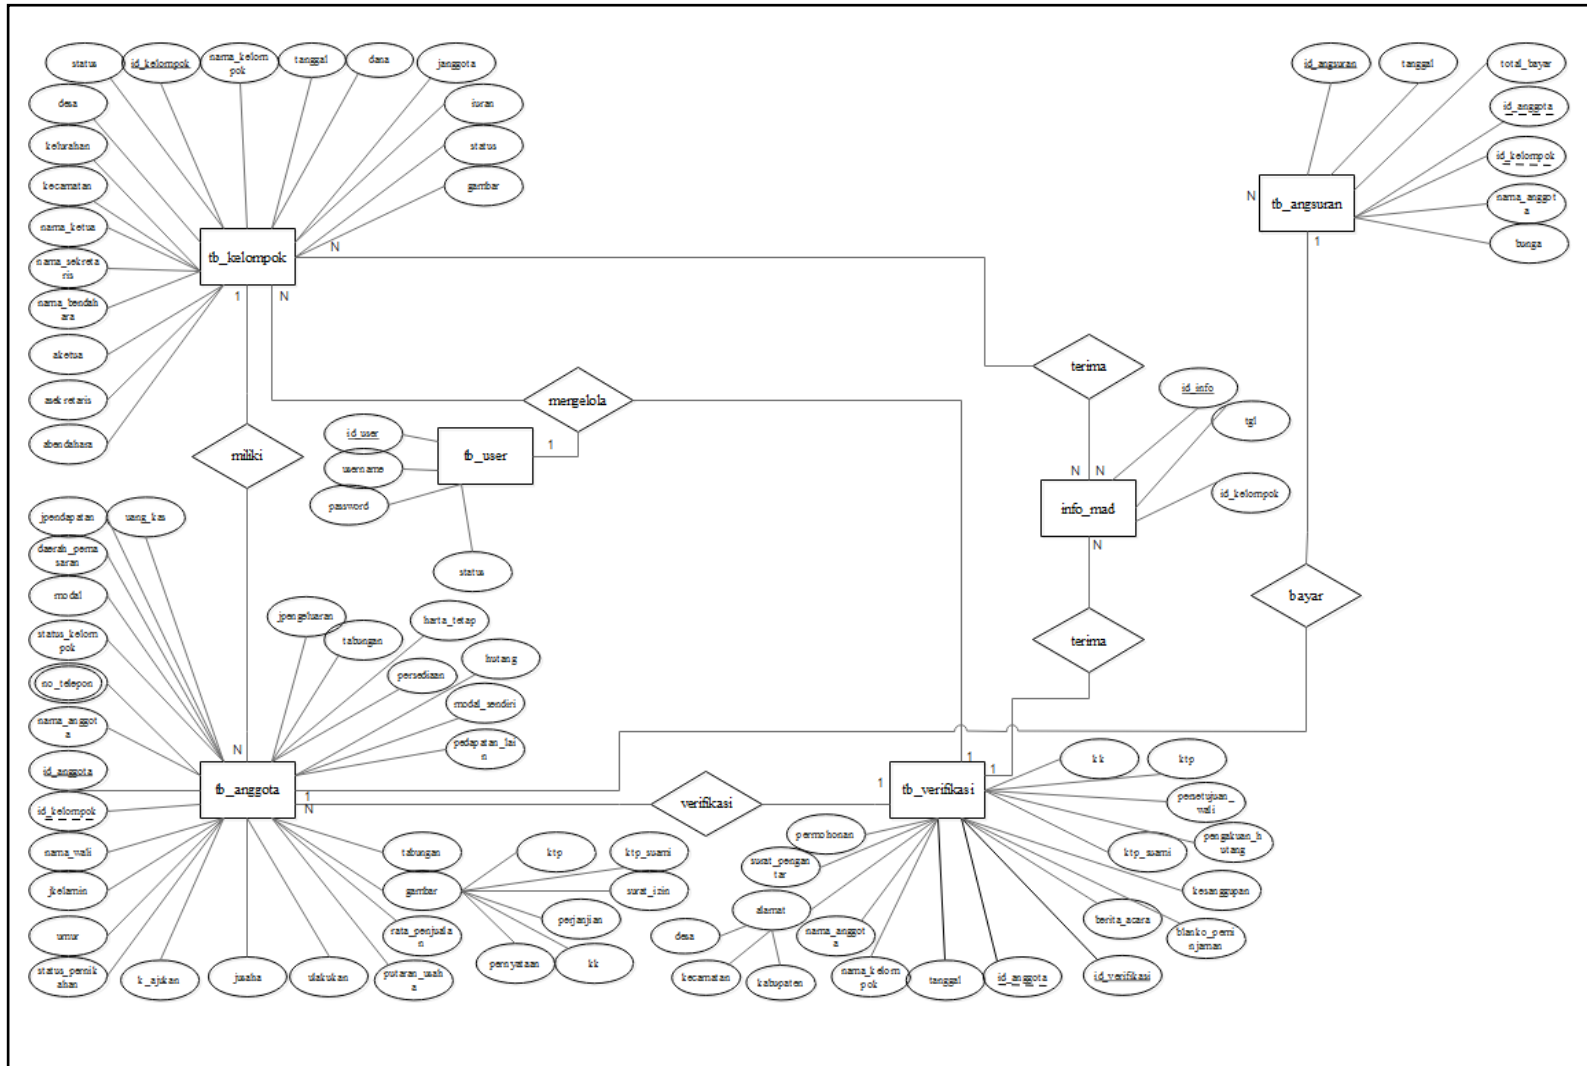 status
id_kelompok
nama_kelom
pok
tanggal
dana
janggota
desa
iuran
kelurahan
status
kecamatan
gambar
nama_ketua
nama_sekreta
ris
nama_bendah
ara
aketua
asekretaris
abendahara
tb_kelompok
N
1
N
id_angsuran
tanggal
total_bayar
id_anggota
id_kelompok
nama_anggot
a
bunga
tb_angsuran
N
1
terima
mengelola
miliki
id_user
username
password
status
tb_user
1
id_info
tgl
id_kelompok
N
N
info_mad
N
bayar
terima
jpendapatan
uang_kas
daerah_pema
saran
modal
status_kelom
pok
no_telepon
nama_anggot
a
id_anggota
id_kelompok
nama_wali
jkelamin
umur
status_pernik
ahan
k_ajukan
jusaha
ulakukan
putaran_usah
a
rata_penjuala
n
gambar
tabungan
jpengeluaran
tabungan
harta_tetap
persediaan
hutang
modal_sendiri
pedapatan_lai
n
N
tb_anggota
1
N
ktp
ktp_suami
surat_izin
perjanjian
kk
pernyataan
verifikasi
1
1
1
tb_verifikasi
kk
ktp
persetujuan_
wali
pengakuan_h
utang
ktp_suami
kesanggupan
berita_acara
blanko_pemi
njaman
id_verifikasi
id_anggota
tanggal
nama_kelom
pok
nama_anggot
a
alamat
desa
kecamatan
kabupaten
surat_pengan
tar
permohonan